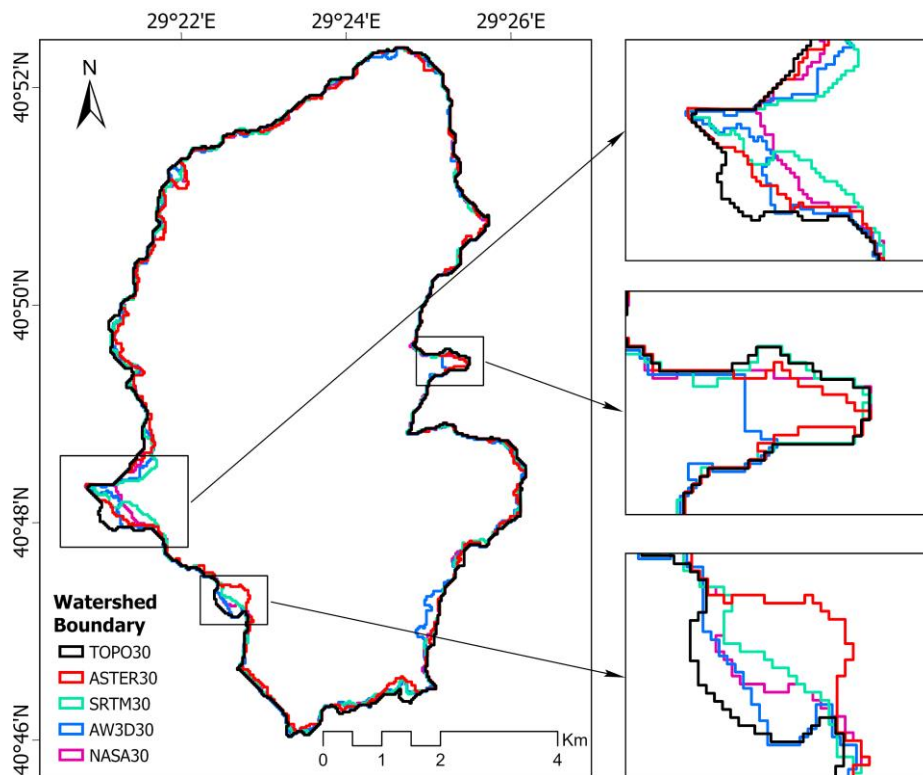 29°22'E 29°24'E 29°26'E
40°52'N
N
40°50'N
40°48'N
Watershed
Boundary
TOPO30
ASTER30
SRTM30
AW3D30
NASA30
40°46'N
Km
0 1 2 4